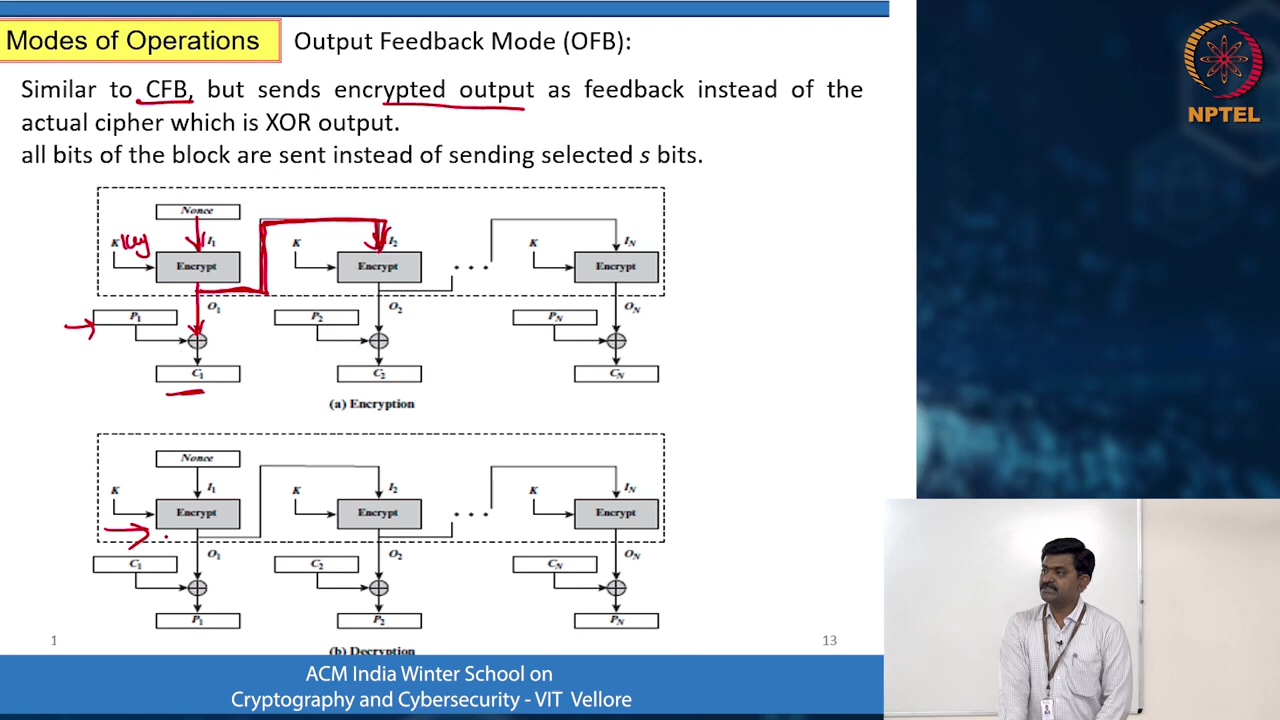 Modes of Operations
Output Feedback Mode (OFB):
NPTEL
Similar to CFB, but sends encrypted output as feedback instead of the
actual cipher which is XOR output.
all bits of the block are sent instead of sending selected s bits.
Nonce
K key I1 K I2 K IN
Encrypt Encrypt • • • Encrypt
O1 O2 ON
P1 P2 PN
C1 C2 CN
(a) Encryption
Nonce
K I1 K I2 K IN
Encrypt Encrypt • • • Encrypt
O1 O2 ON
C1 C2 CN
P1 P2 PN
(b) Decryption
1 13
ACM India Winter School on
Cryptography and Cybersecurity - VIT Vellore